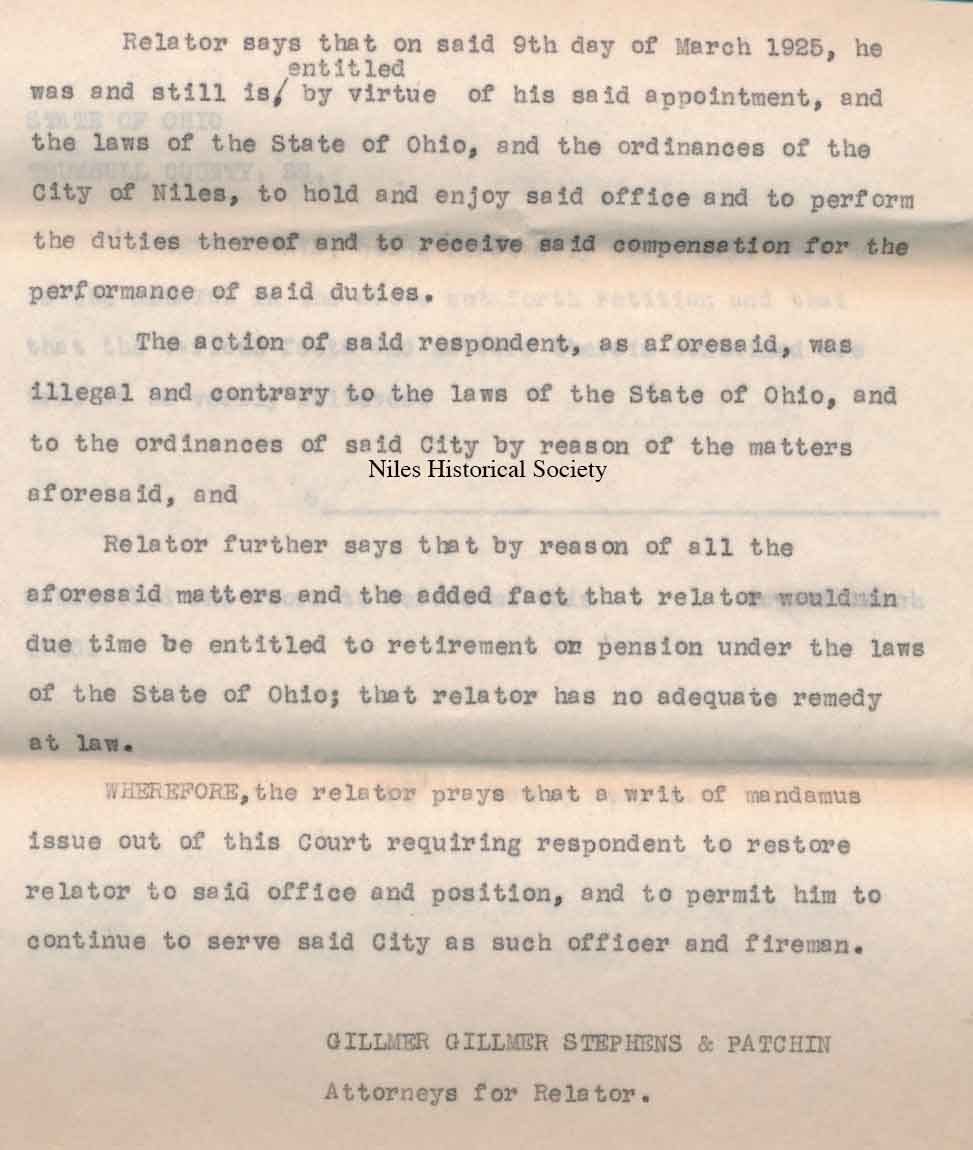 Relator says that on said 9th day of March 1925, he
entitled
was and still is,/ by virtue of his said appointment, and
the laws of the State of Ohio, and the ordinances of the
City of Niles, to hold and enjoy said office and to perform
the duties thereof and to receive said compensation for the
performance of said duties.
The action of said respondent, as aforesaid, was
illegal and contrary to the laws of the State of Ohio, and
to the ordinances of said City by reason of the matters
Niles Historical Society
aforesaid, and
Relator further says that by reason of all the
aforesaid matters and the added fact that relator would in
due time be entitled to retirement on pension under the laws
of the State of Ohio; that relator has no adequate remedy
at law.
WHEREFORE, the relator prays that a writ of mandamus
issue out of this Court requiring respondent to restore
relator to said office and position, and to permit him to
continue to serve said City as such officer and fireman.
GILLMER GILLMER STEPHENS & PATCHIN
Attorneys for Relator.